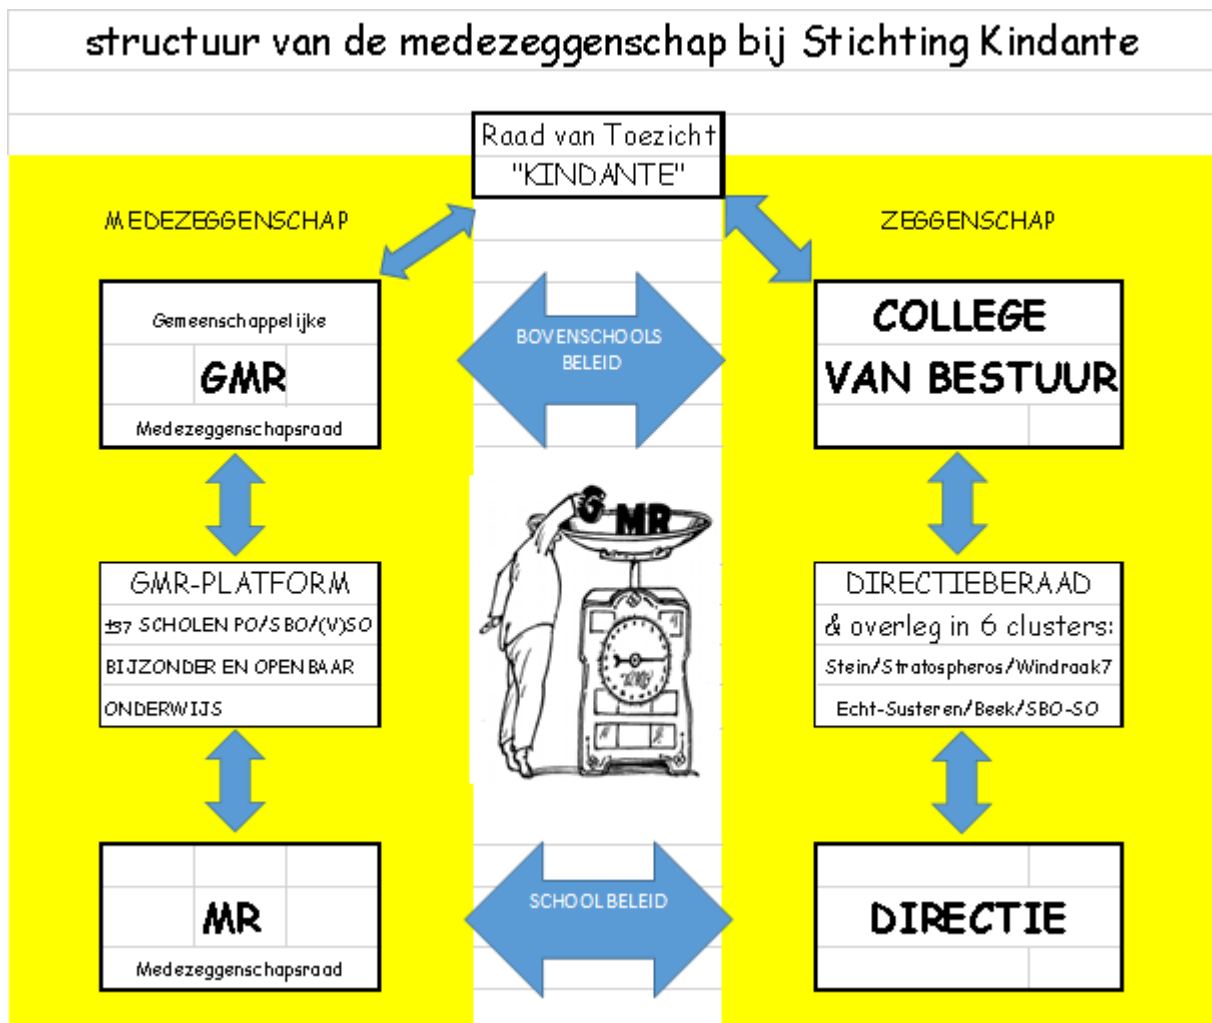 structuur van de medezeggenschap bij Stichting Kindante
Raad van Toezicht
"KINDANTE"
MEDEZEGGENSCHAP
ZEGGENSCHAP
Gemeenschappelijke
GMR
Medezeggenschapsraad
BOVENSCHOOLS
BELEID
COLLEGE
VAN BESTUUR
G MR
GMR-PLATFORM
±37 SCHOLEN PO/SBO/(V)SO
BIJZONDER EN OPENBAAR
ONDERWIJS
DIRECTIEBERAAD
& overleg in 6 clusters:
Stein/Stratospheros/Windraak7
Echt-Susteren/Beek/SBO-SO
MR
Medezeggenschapsraad
SCHOOLBELEID
DIRECTIE